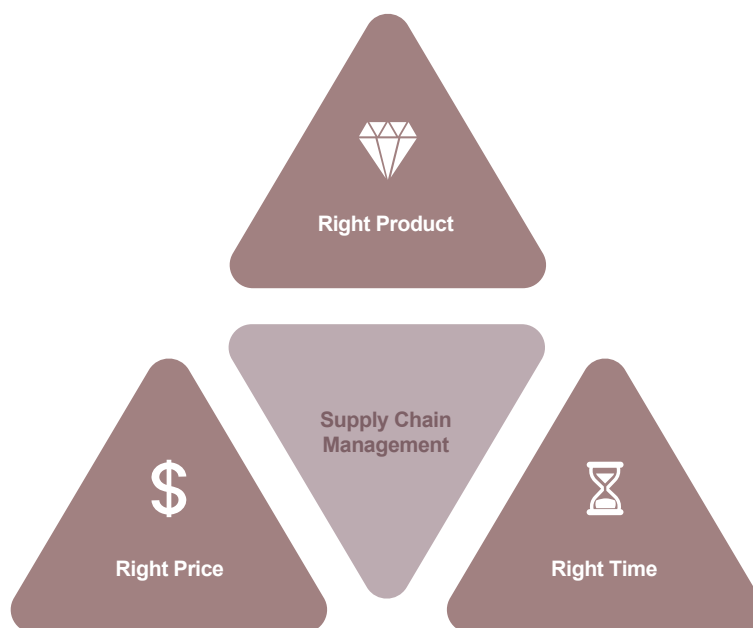 Right Product
Supply Chain
Management
$
Right Price
Right Time